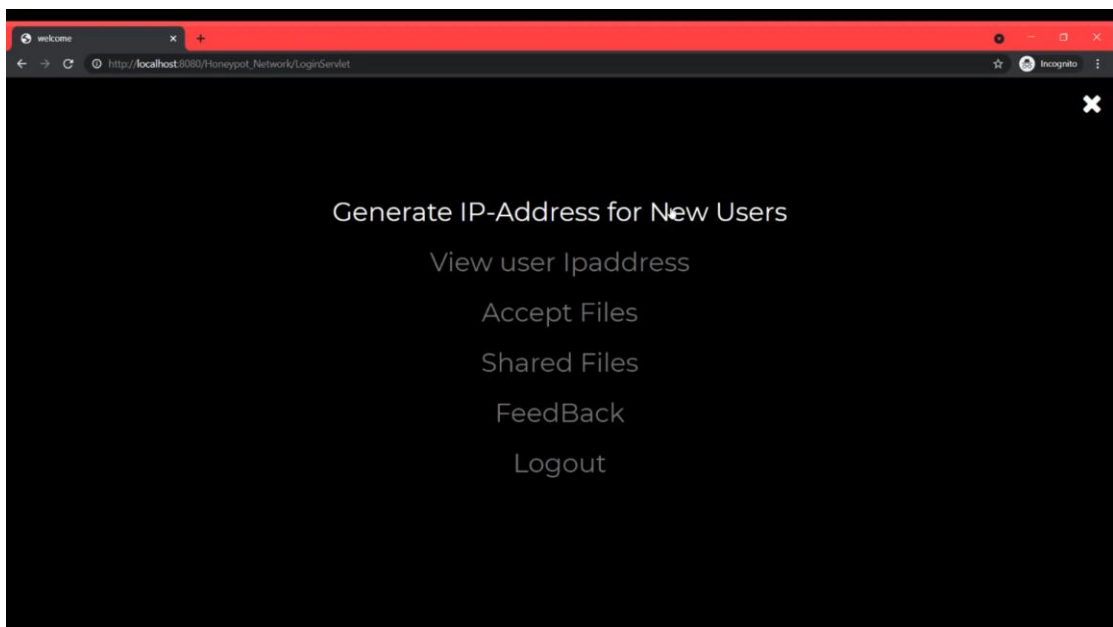 welcome
http://localhost:8080/Honeypot_Network/LoginServlet
Incognito
Generate IP-Address for New Users
View user Ipaddress
Accept Files
Shared Files
FeedBack
Logout